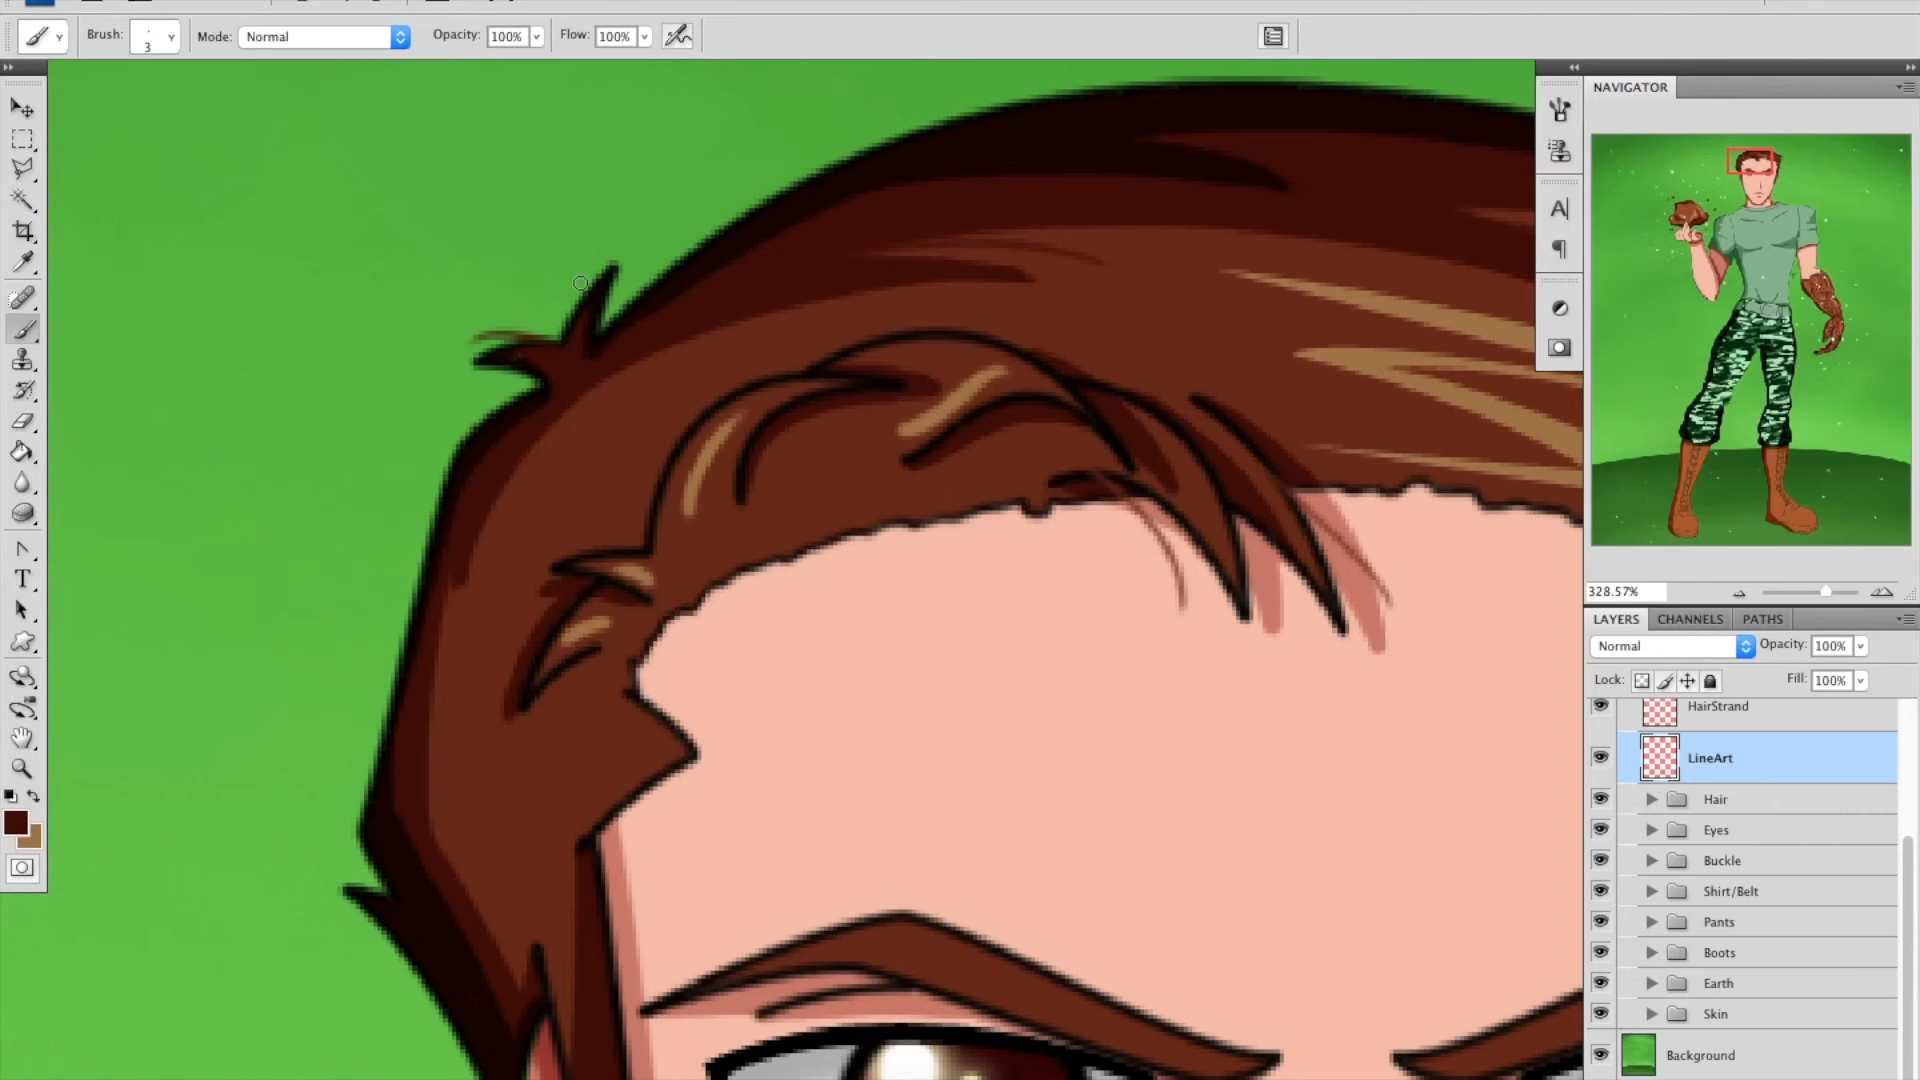 Brush: 3 Mode: Normal Opacity: 100% Flow: 100%
NAVIGATOR
A
¶
T
328.57%
LAYERS CHANNELS PATHS
Normal Opacity: 100%
Lock: Fill: 100%
HairStrand
LineArt
Hair
Eyes
Buckle
Shirt/Belt
Pants
Boots
Earth
Skin
Background